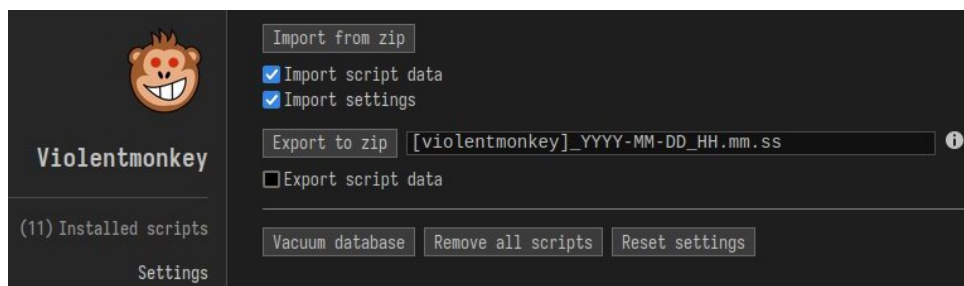 Violentmonkey
(11) Installed scripts
Settings
Import from zip
Import script data
Import settings
Export to zip [violentmonkey]_YYYY-MM-DD_HH.mm.ss
Export script data
Vacuum database Remove all scripts Reset settings